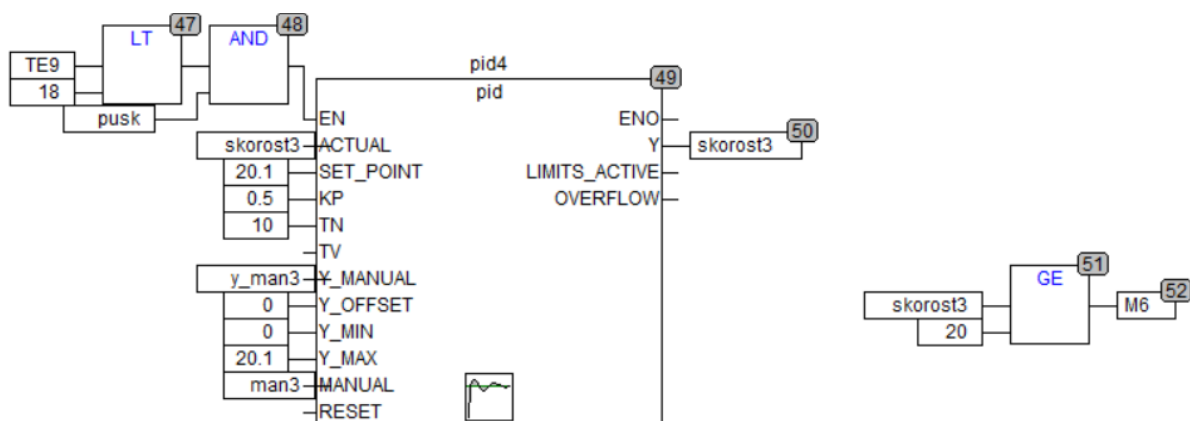 47
48
LT
AND
TE9
18
pusk
pid4
49
pid
EN
ENO
skorost3
ACTUAL
Y
skorost3
50
20.1
SET_POINT
LIMITS_ACTIVE
0.5
KP
OVERFLOW
10
TN
TV
y_man3
Y_MANUAL
0
Y_OFFSET
0
Y_MIN
20.1
Y_MAX
man3
MANUAL
RESET
51
GE
skorost3
20
M6
52